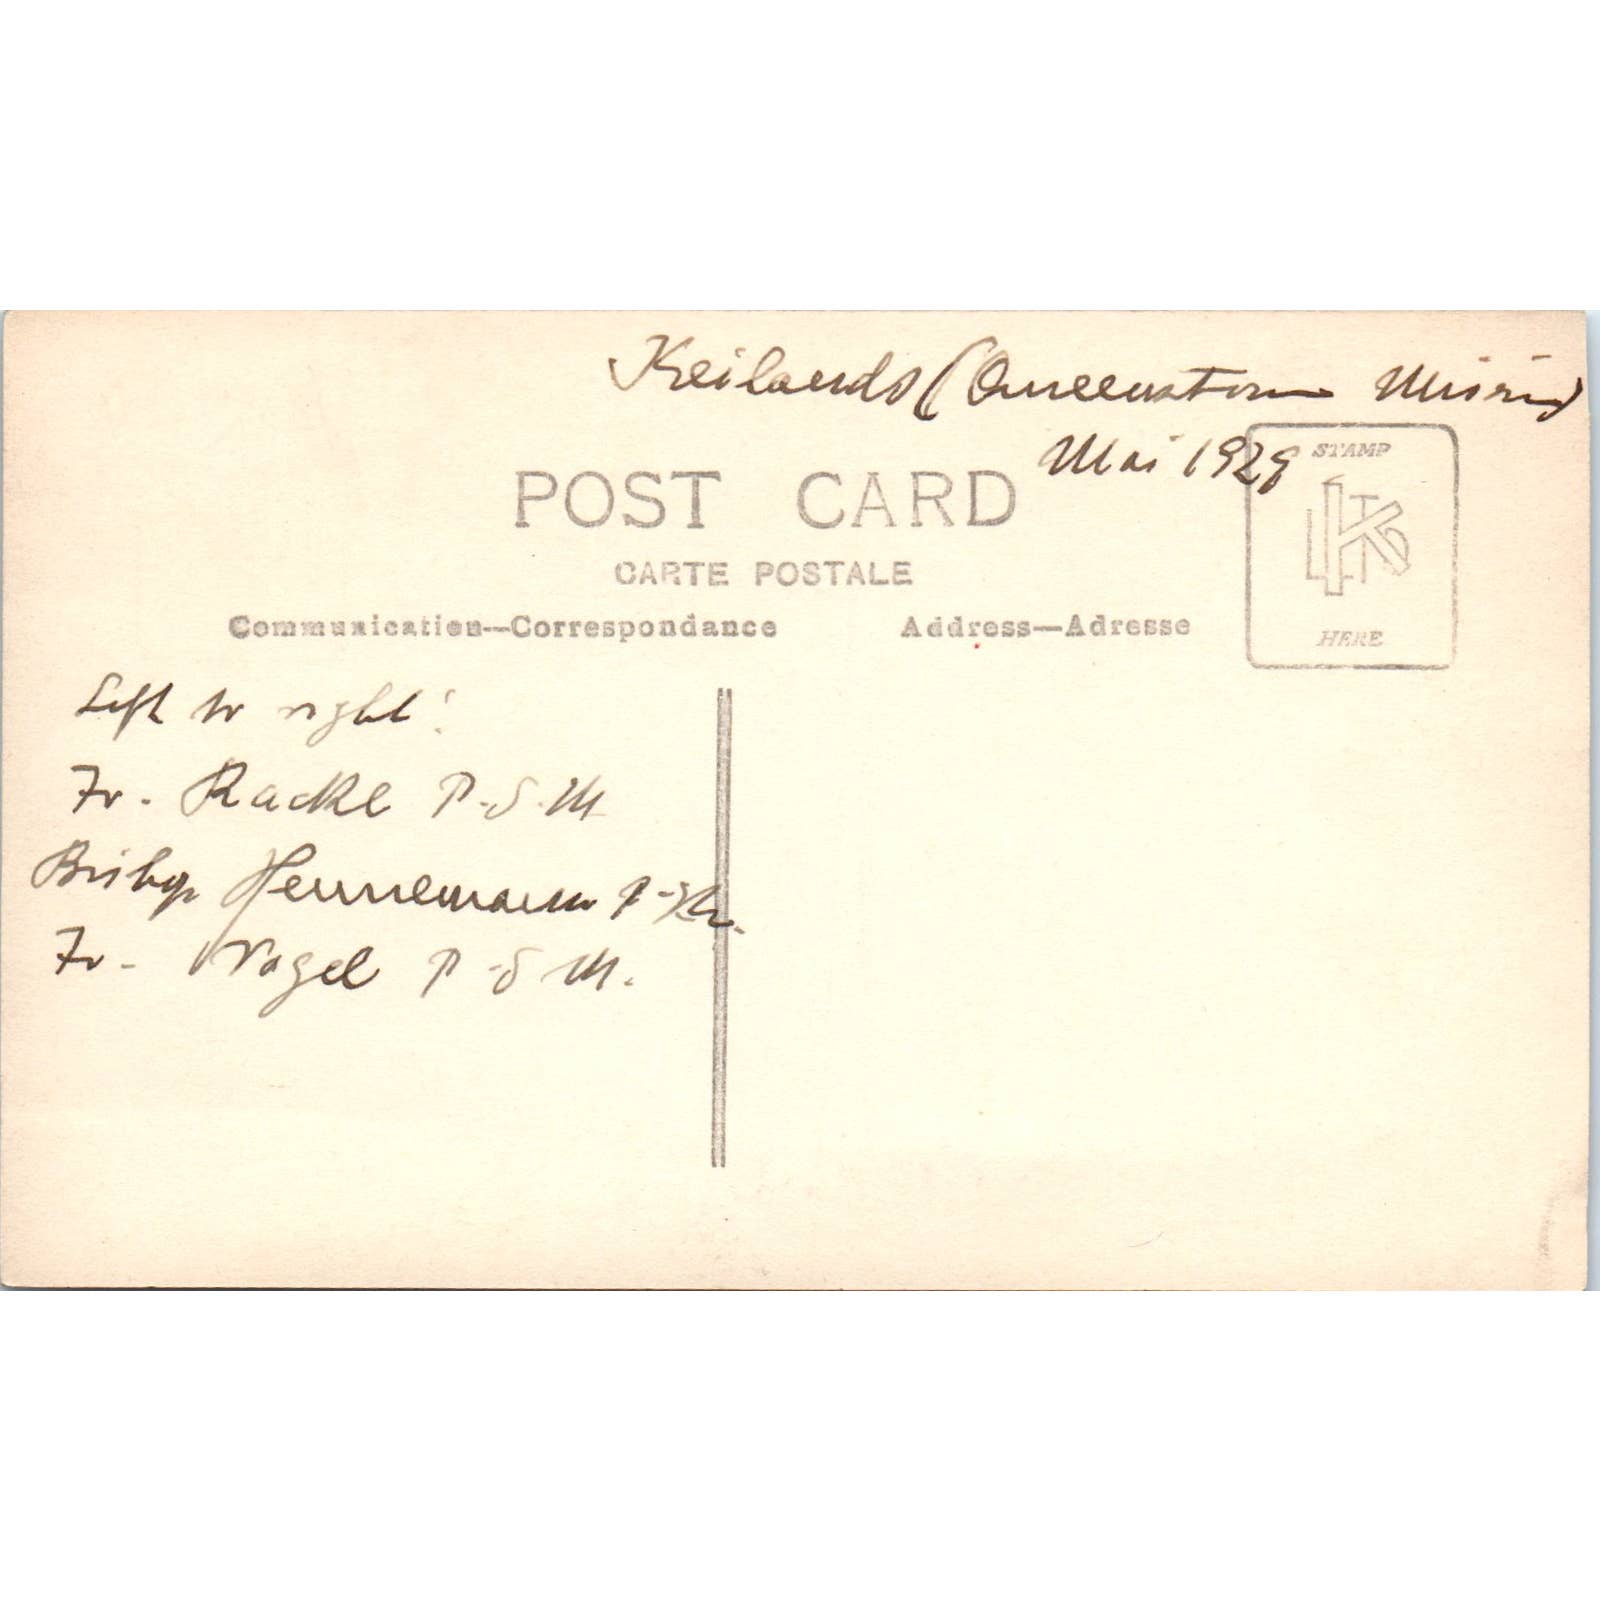 Keilands (Queenstown Mission)
Mai 1929
STAMP
POST CARD
CARTE POSTALE
Communication—Correspondance
Address—Adresse
HERE
Left to right:
Fr. Rackl P.S.M
Bishop Hennemann P.S.M.
Fr. Vogel P.S.M.